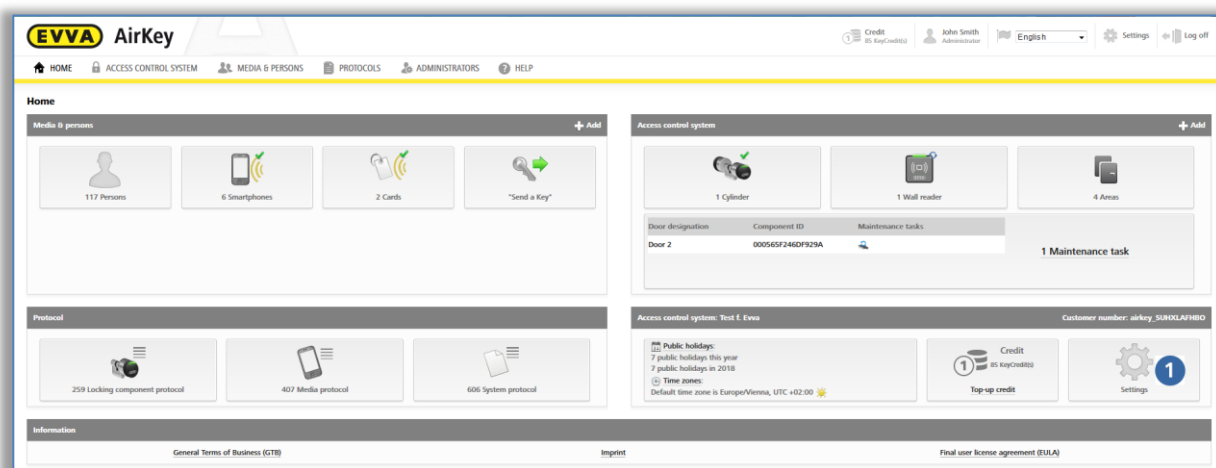 EVVA AirKey
Credit
85 KeyCredit(s)
John Smith
Administrator
English
Settings
Log off
HOME
ACCESS CONTROL SYSTEM
MEDIA & PERSONS
PROTOCOLS
ADMINISTRATORS
HELP
Home
Media & persons
Add
117 Persons
6 Smartphones
2 Cards
"Send a Key"
Access control system
Add
1 Cylinder
1 Wall reader
4 Areas
Door designation Component ID Maintenance tasks
Door 2 000565F246DF929A
1 Maintenance task
Protocol
259 Locking component protocol
407 Media protocol
606 System protocol
Access control system: Test f. Evva
Customer number: airkey_SUHXLAFHBO
Public holidays:
7 public holidays this year
7 public holidays in 2018
Time zones:
Default time zone is Europe/Vienna, UTC +02:00
1
Credit
85 KeyCredit(s)
Top-up credit
Settings
1
Information
General Terms of Business (GTB)
Imprint
Final user license agreement (EULA)